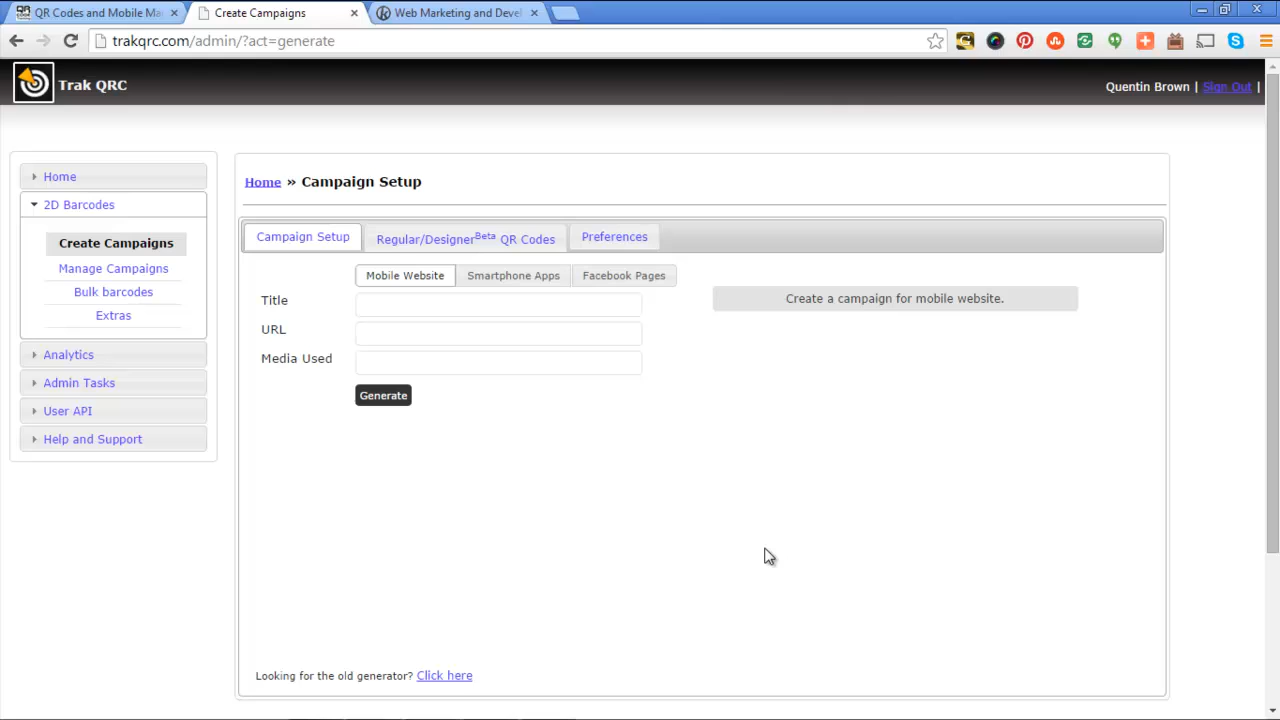 QR Codes and Mobile Ma
Create Campaigns
Web Marketing and Devel
trakqrc.com/admin/?act=generate
Trak QRC
Quentin Brown | Sign Out |
Home
2D Barcodes
Create Campaigns
Manage Campaigns
Bulk barcodes
Extras
Analytics
Admin Tasks
User API
Help and Support
Home » Campaign Setup
Campaign Setup
Regular/Designer Beta QR Codes
Preferences
Mobile Website
Smartphone Apps
Facebook Pages
Title
URL
Media Used
Generate
Create a campaign for mobile website.
Looking for the old generator? Click here